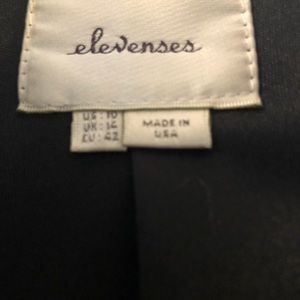 elevenses
US: 10
UK: 14
EU: 42
MADE IN
USA